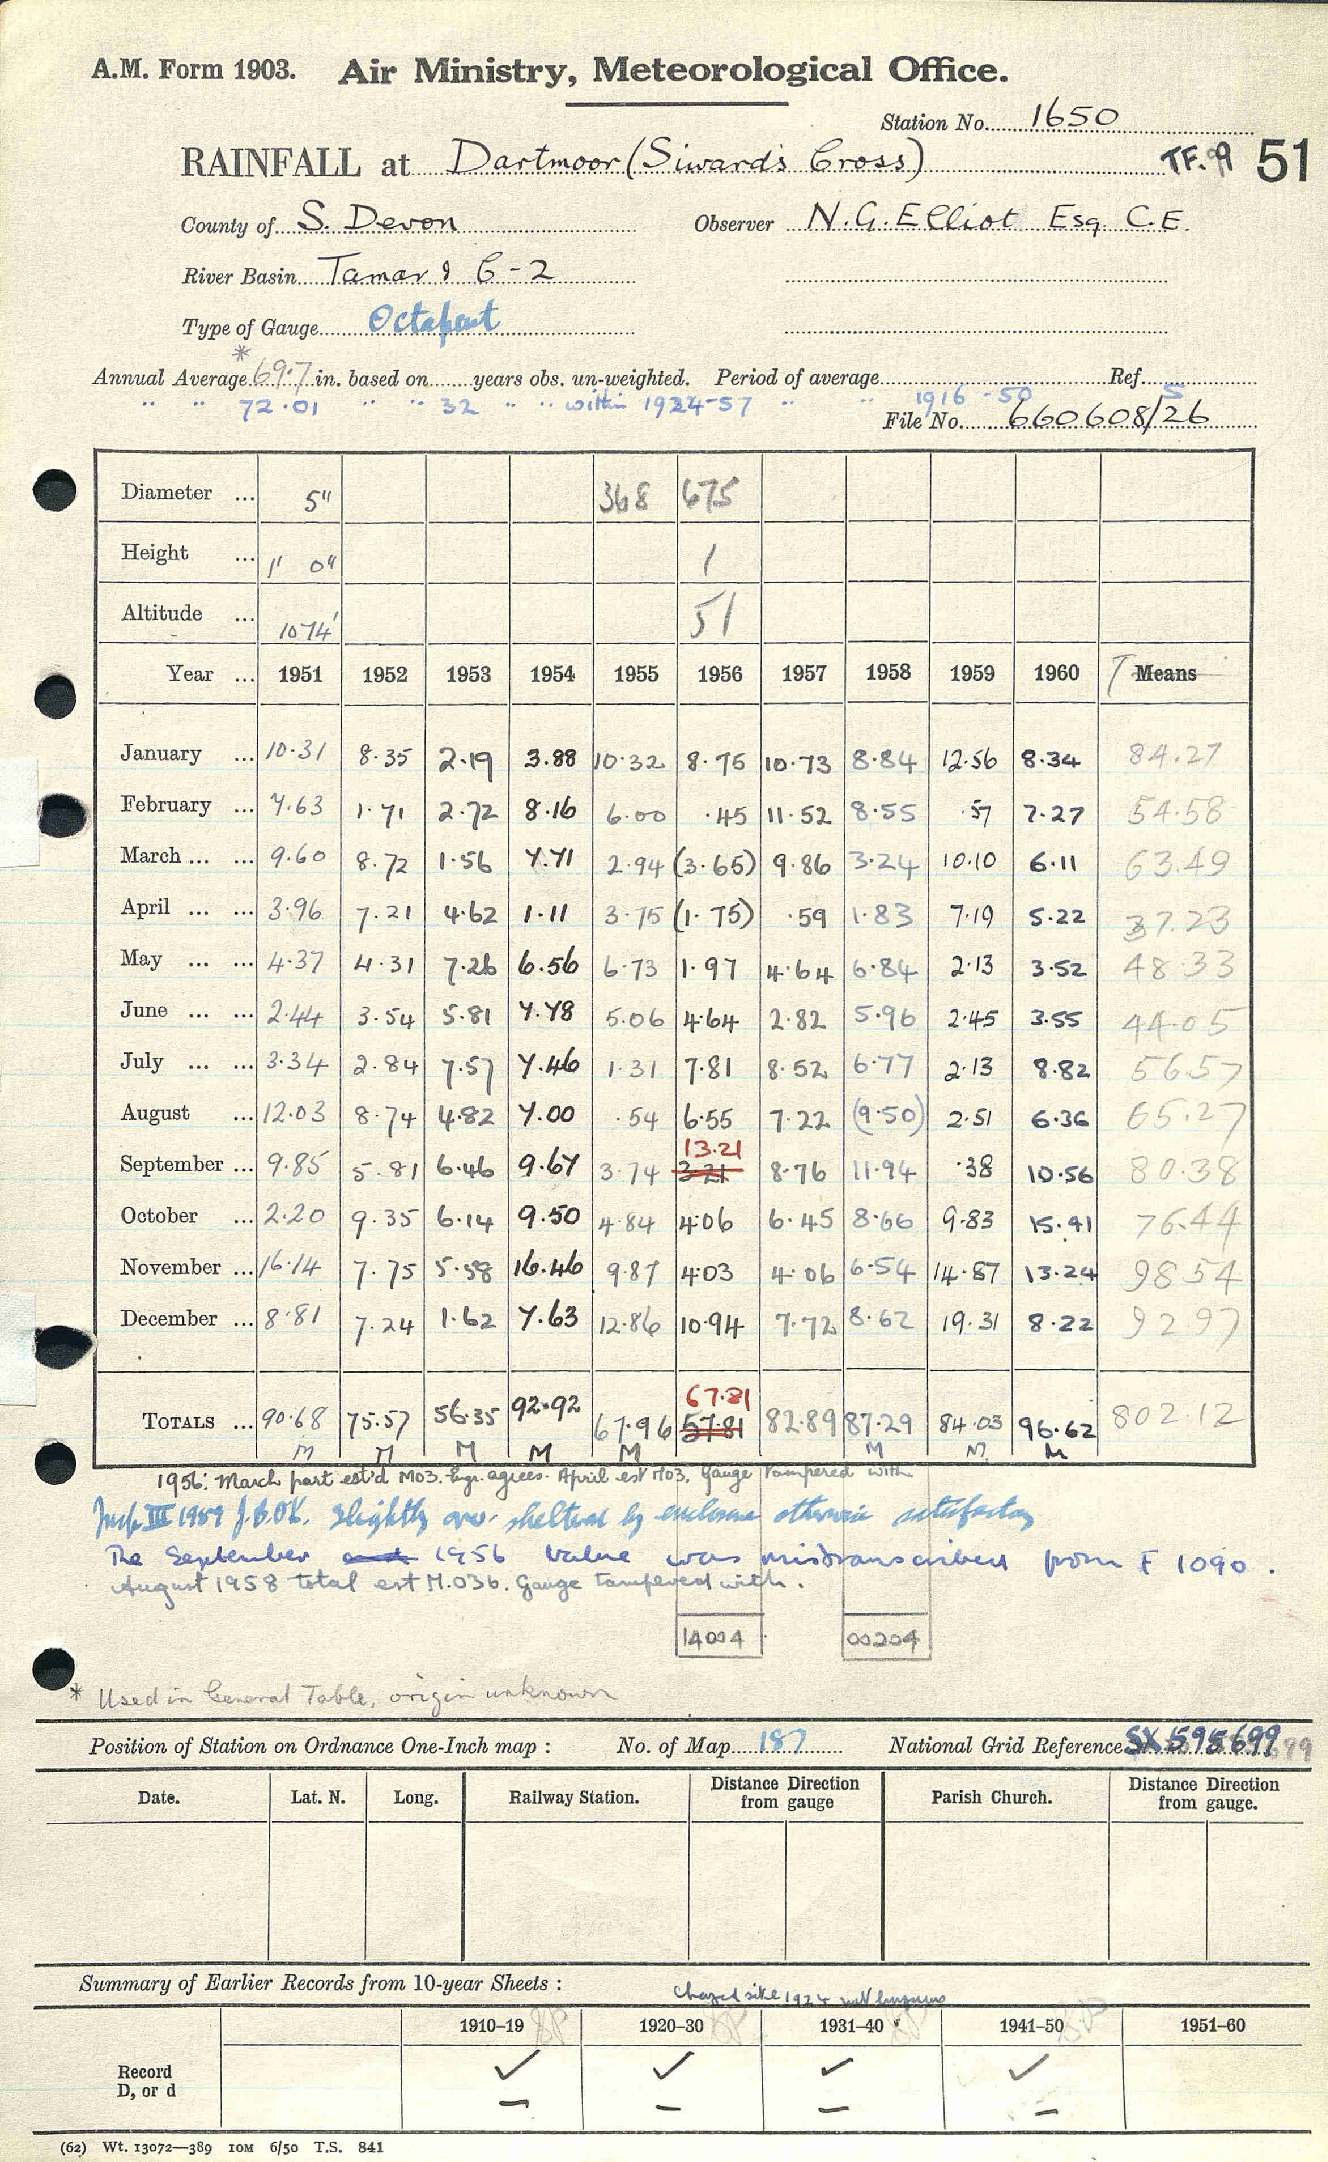 A.M. Form 1903. Air Ministry, Meteorological Office.
Station No. 1650
RAINFALL at Dartmoor (Siward's Cross) TF.99 51
County of S. Devon Observer N.G. Elliot Esq. C.E.
River Basin Tamar & 6-2
Type of Gauge Octapent
* Annual Average 69.7 in. based on years obs. un-weighted. Period of average Ref.
" " 72.01 " " 32 " " within 1924-57 " " 1916-50 5
File No. 660608/26
Diameter ... 5" 368 675
Height ... 1' 0" 1
Altitude ... 1074' 51
Year ... 1951 1952 1953 1954 1955 1956 1957 1958 1959 1960 T Means
January ... 10.31 8.35 2.19 3.88 10.32 8.75 10.73 8.84 12.56 8.34 84.27
February ... 7.63 1.71 2.72 8.16 6.00 .45 11.52 8.55 .57 7.27 54.58
March ... ... 9.60 8.72 1.56 7.71 2.94 (3.65) 9.86 3.24 10.10 6.11 63.49
April ... ... 3.96 7.21 4.62 1.11 3.75 (1.75) .59 1.83 7.19 5.22 37.23
May ... ... 4.37 4.31 7.26 6.56 6.73 1.97 4.64 6.84 2.13 3.52 48.33
June ... ... 2.44 3.54 5.81 7.78 5.06 4.64 2.82 5.96 2.45 3.55 44.05
July ... ... 3.34 2.84 7.57 7.46 1.31 7.81 8.52 6.77 2.13 8.82 56.57
August ... 12.03 8.74 4.82 7.00 .54 6.55 7.22 (9.50) 2.51 6.36 65.27
September ... 9.85 5.81 6.46 9.67 3.74 13.21 3.21 8.76 11.94 .38 10.56 80.38
October ... 2.20 9.35 6.14 9.50 4.84 4.06 6.45 8.66 9.83 15.41 76.44
November ... 16.14 7.75 5.58 16.46 9.87 4.03 4.06 6.54 14.87 13.24 98.54
December ... 8.81 7.24 1.62 7.63 12.86 10.94 7.72 8.62 19.31 8.22 92.97
TOTALS ... 90.68 75.57 56.35 92.92 67.96 67.81 57.81 82.89 87.29 84.03 96.62 802.12
M M M M M M M M
1956: March part est'd MO3. Engr. agrees. April est MO3. Gauge tampered with
Insp. III 1959 Slightly over-sheltered by enclosure otherwise satisfactory
The September and 1956 value was mistranscribed from F 1090.
August 1958 total est M.O3b. Gauge tampered with.
14004 00204
* Used in General Table, origin unknown
Position of Station on Ordnance One-Inch map : No. of Map 187 National Grid Reference SX 595699
Date. Lat. N. Long. Railway Station. Distance Direction from gauge Parish Church. Distance Direction from gauge.
Summary of Earlier Records from 10-year Sheets :
Changed site 1924
1910–19 1920–30 1931–40 1941–50 1951–60
Record ✓ ✓ ✓ ✓
D, or d – – – –
(62) Wt. 13072—389 10M 6/50 T.S. 841